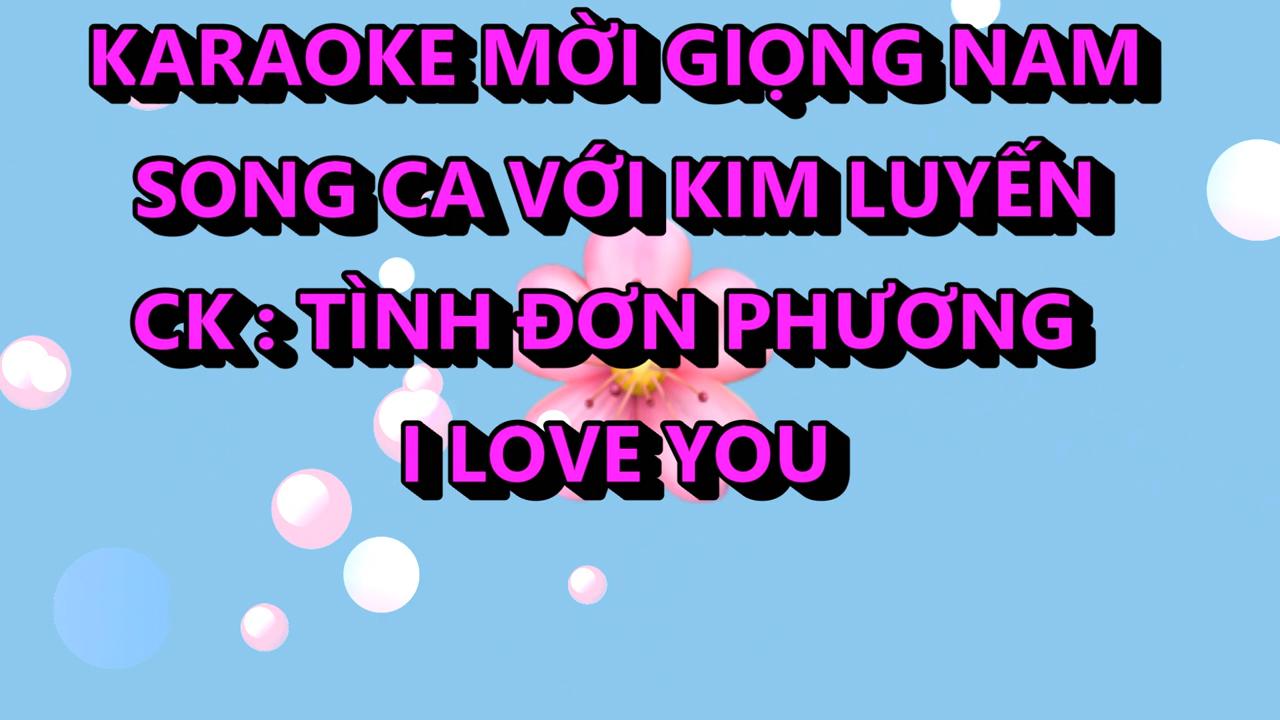 KARAOKE MỜI GIỌNG NAM
SONG CA VỚI KIM LUYẾN
CK : TÌNH ĐƠN PHƯƠNG
I LOVE YOU